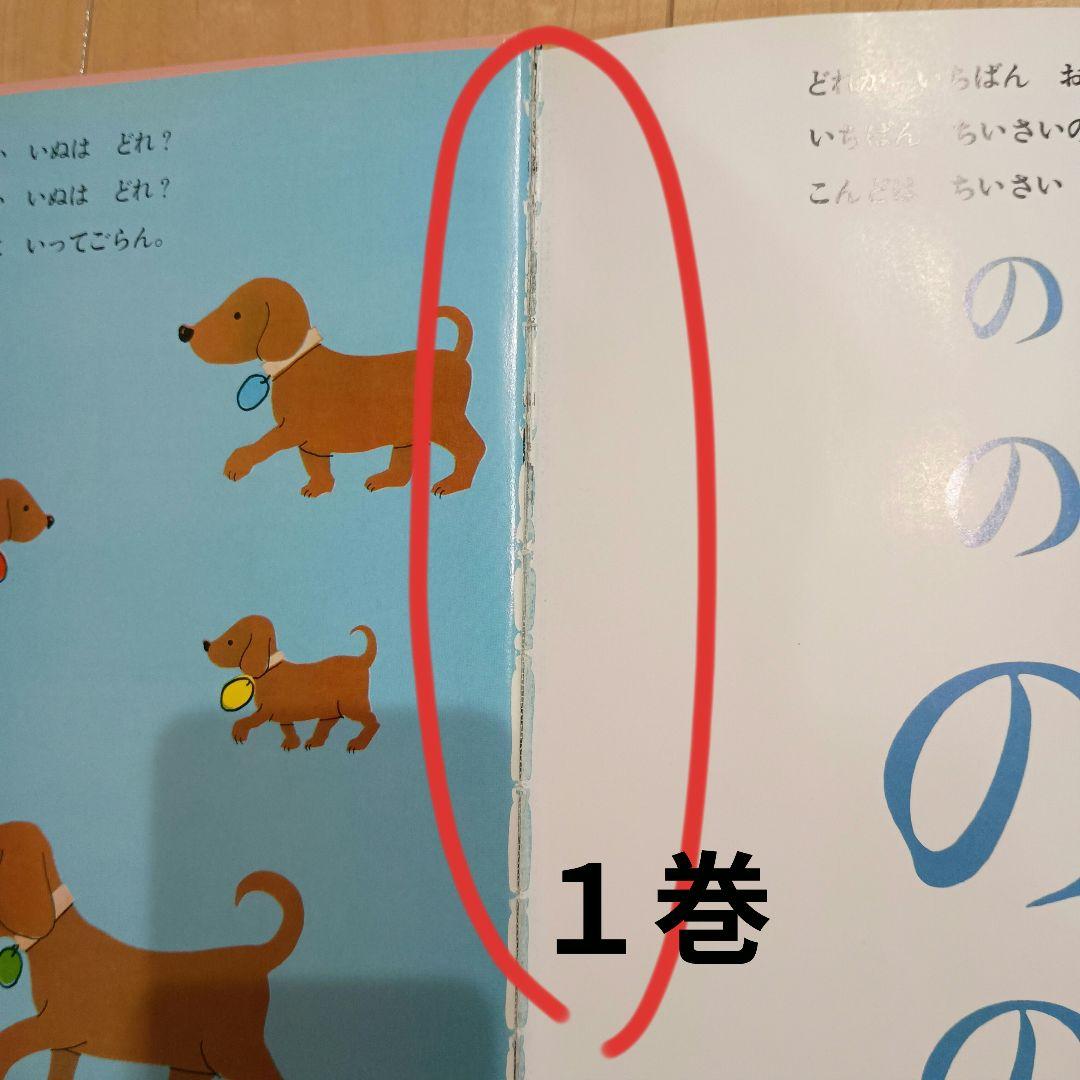 いぬは どれ?
いぬは どれ?
いってごらん。
どれが いちばん お
いちばん ちいさいの
こんどは ちいさい
の
の
の
の
1巻